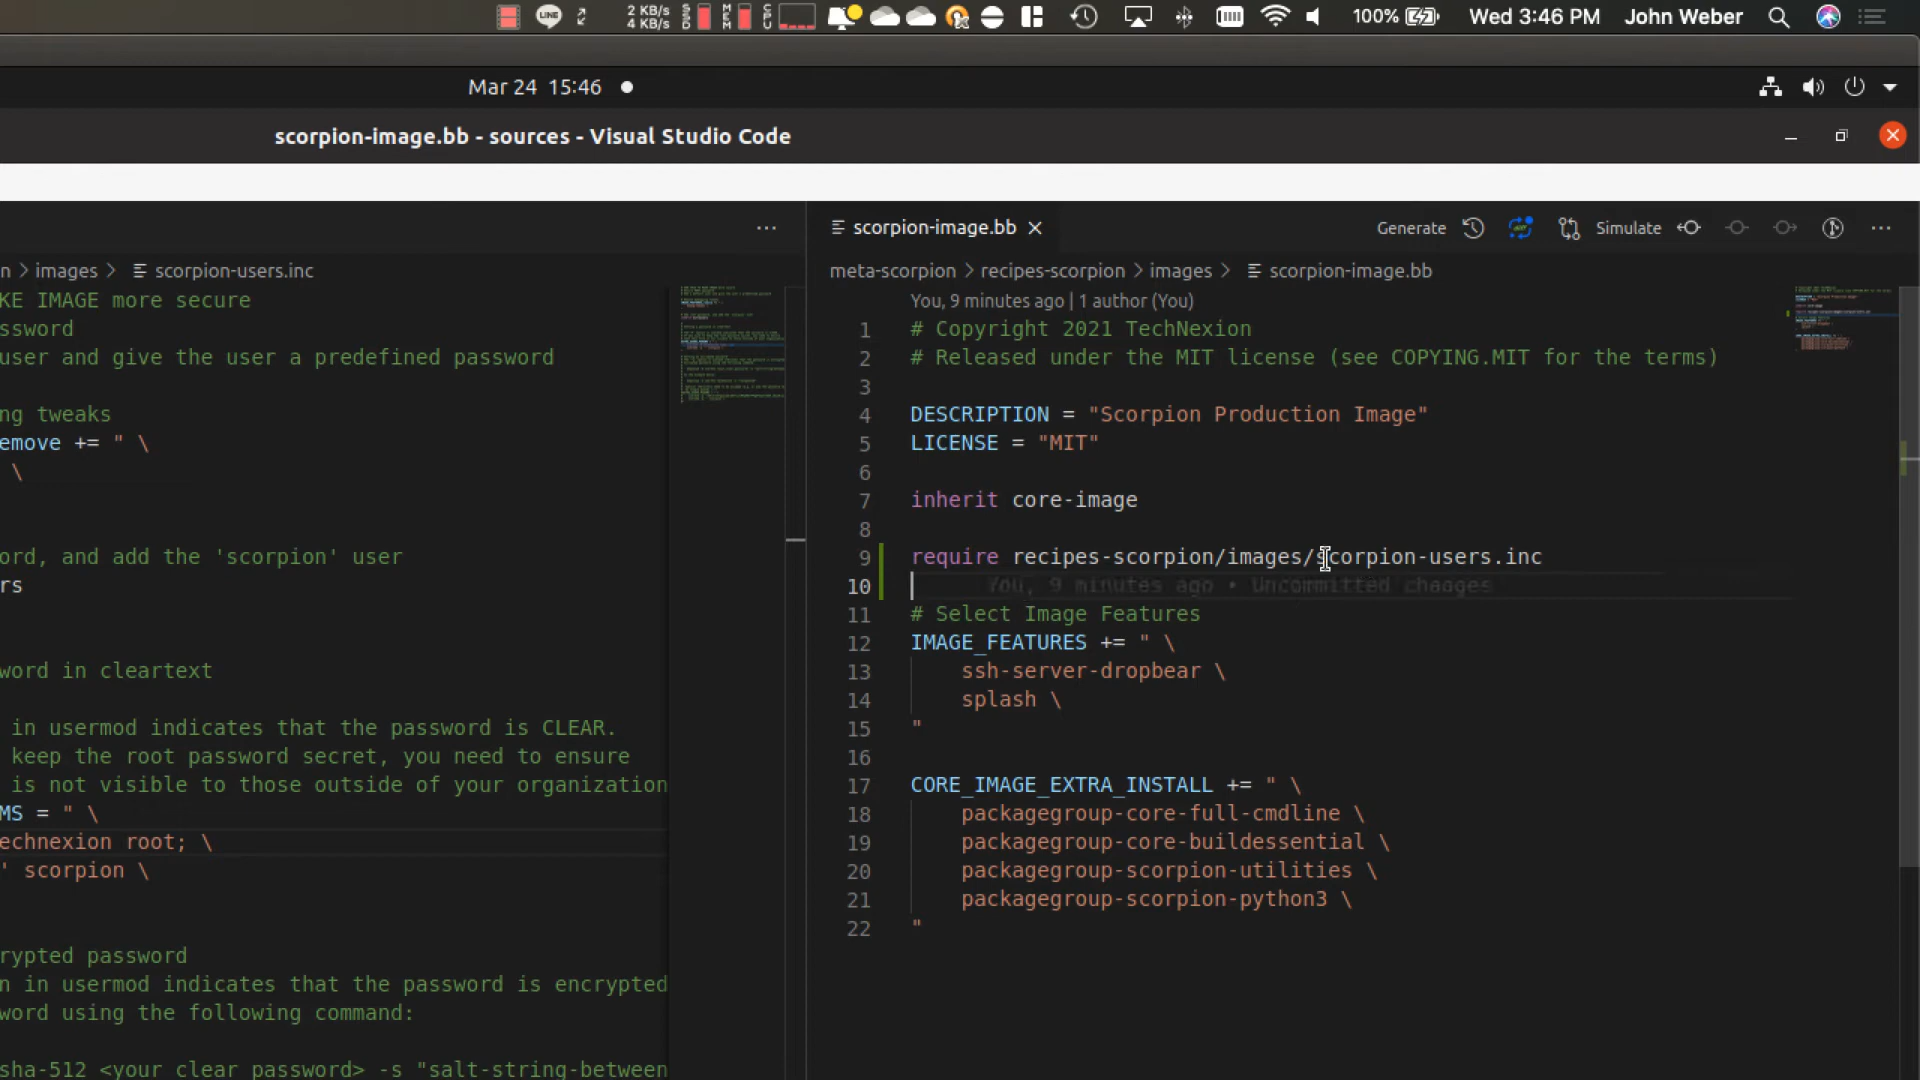 2 KB/s
4 KB/s
SSD
MEM
CPU
LINE
100%
Wed 3:46 PM
John Weber
Mar 24 15:46
scorpion-image.bb - sources - Visual Studio Code
n > images > scorpion-users.inc
KE IMAGE more secure
ssword
user and give the user a predefined password
ng tweaks
emove += " \
\
ord, and add the 'scorpion' user
rs
word in cleartext
in usermod indicates that the password is CLEAR.
keep the root password secret, you need to ensure
is not visible to those outside of your organization
MS = " \
echnexion root; \
' scorpion \
rypted password
n in usermod indicates that the password is encrypted
word using the following command:
sha-512 <your clear password> -s "salt-string-between
scorpion-image.bb
Generate
Simulate
meta-scorpion > recipes-scorpion > images > scorpion-image.bb
You, 9 minutes ago | 1 author (You)
1 # Copyright 2021 TechNexion
2 # Released under the MIT license (see COPYING.MIT for the terms)
3
4 DESCRIPTION = "Scorpion Production Image"
5 LICENSE = "MIT"
6
7 inherit core-image
8
9 require recipes-scorpion/images/scorpion-users.inc
10 You, 9 minutes ago • Uncommitted changes
11 # Select Image Features
12 IMAGE_FEATURES += " \
13 ssh-server-dropbear \
14 splash \
15 "
16
17 CORE_IMAGE_EXTRA_INSTALL += " \
18 packagegroup-core-full-cmdline \
19 packagegroup-core-buildessential \
20 packagegroup-scorpion-utilities \
21 packagegroup-scorpion-python3 \
22 "